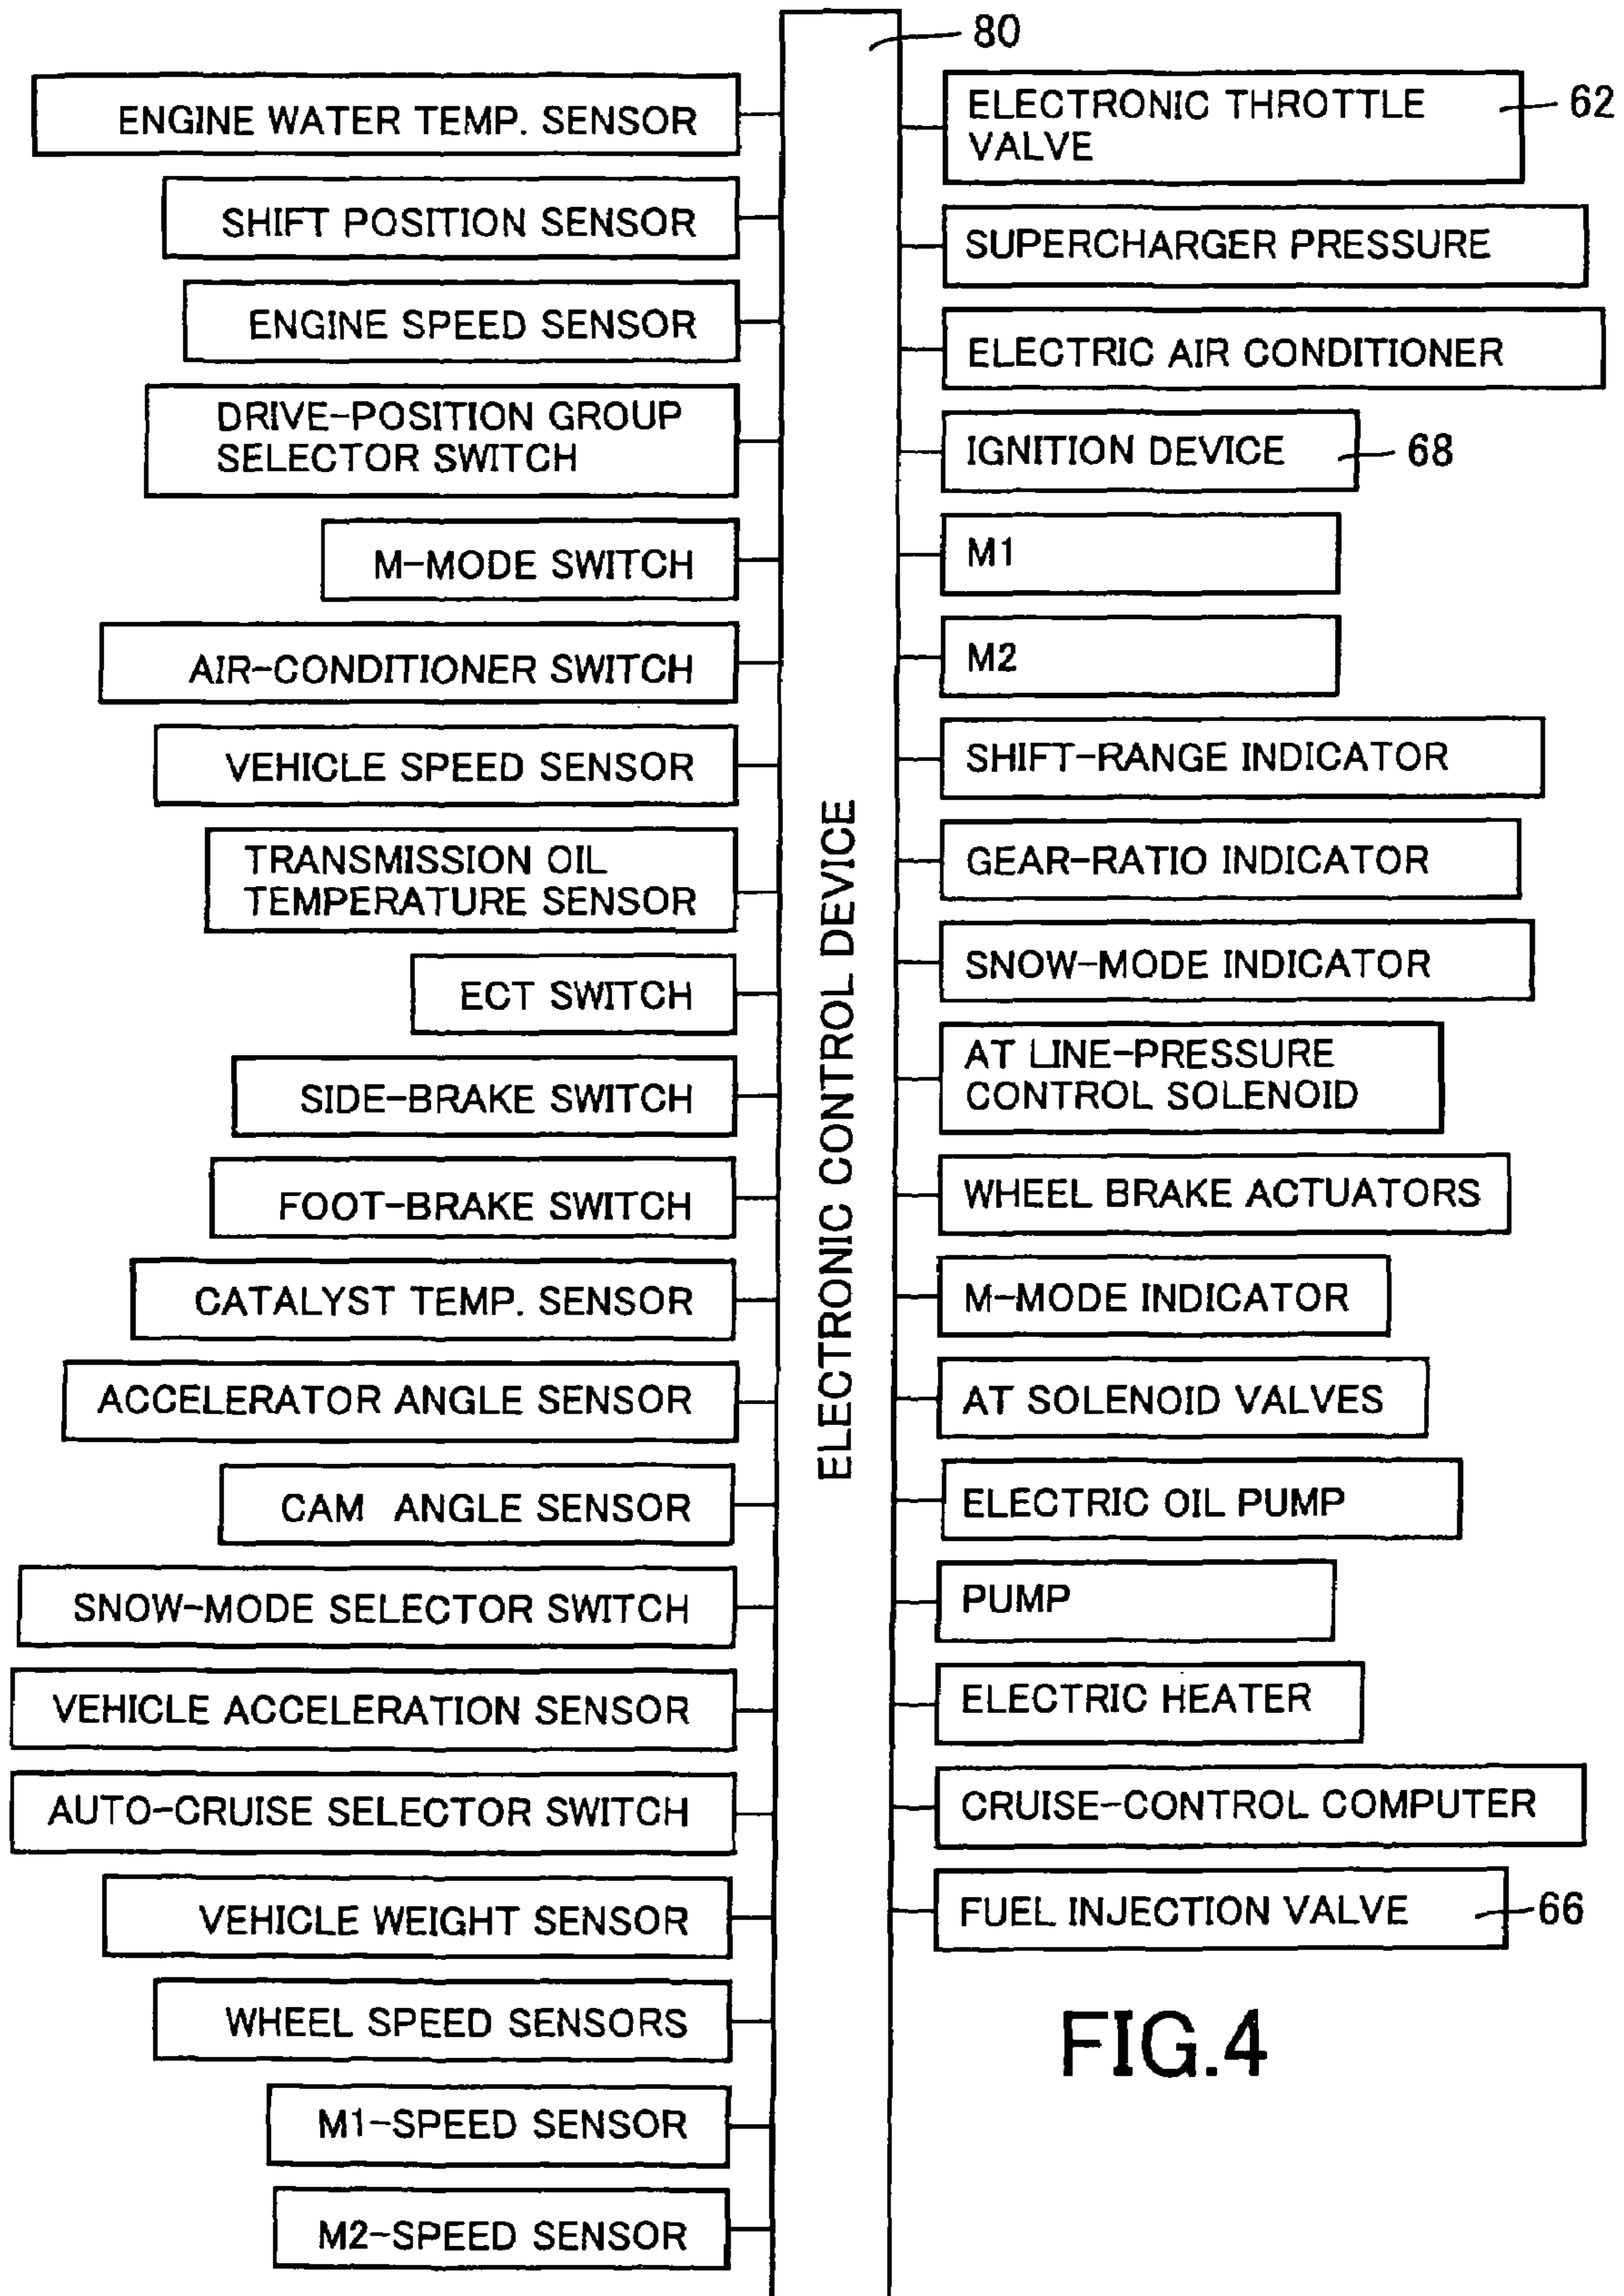 80
ENGINE WATER TEMP. SENSOR
SHIFT POSITION SENSOR
ENGINE SPEED SENSOR
DRIVE-POSITION GROUP
SELECTOR SWITCH
M-MODE SWITCH
AIR-CONDITIONER SWITCH
VEHICLE SPEED SENSOR
TRANSMISSION OIL
TEMPERATURE SENSOR
ECT SWITCH
SIDE-BRAKE SWITCH
FOOT-BRAKE SWITCH
CATALYST TEMP. SENSOR
ACCELERATOR ANGLE SENSOR
CAM ANGLE SENSOR
SNOW-MODE SELECTOR SWITCH
VEHICLE ACCELERATION SENSOR
AUTO-CRUISE SELECTOR SWITCH
VEHICLE WEIGHT SENSOR
WHEEL SPEED SENSORS
M1-SPEED SENSOR
M2-SPEED SENSOR
ELECTRONIC CONTROL DEVICE
ELECTRONIC THROTTLE
VALVE
62
SUPERCHARGER PRESSURE
ELECTRIC AIR CONDITIONER
IGNITION DEVICE
68
M1
M2
SHIFT-RANGE INDICATOR
GEAR-RATIO INDICATOR
SNOW-MODE INDICATOR
AT LINE-PRESSURE
CONTROL SOLENOID
WHEEL BRAKE ACTUATORS
M-MODE INDICATOR
AT SOLENOID VALVES
ELECTRIC OIL PUMP
PUMP
ELECTRIC HEATER
CRUISE-CONTROL COMPUTER
FUEL INJECTION VALVE
66
FIG.4